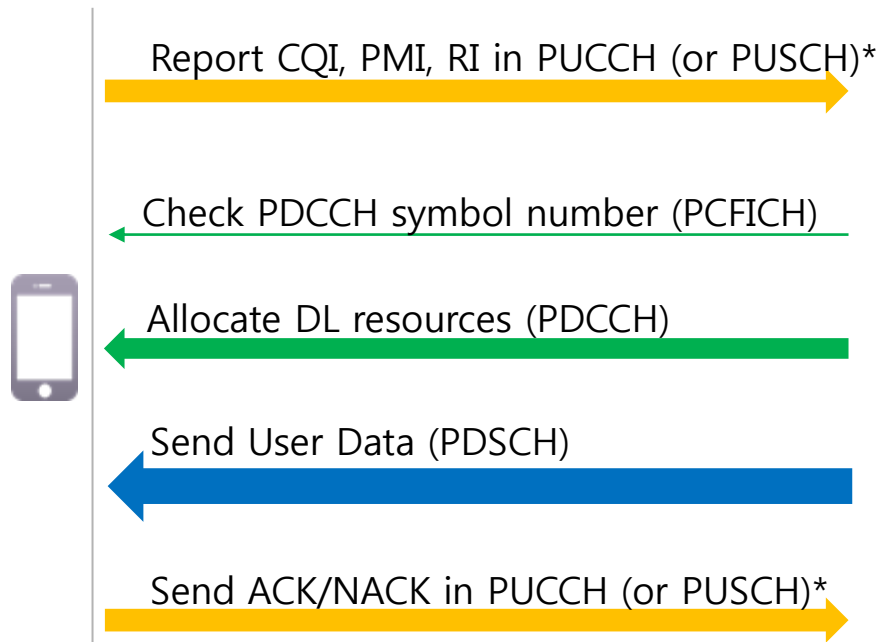 Report CQI, PMI, RI in PUCCH (or PUSCH)*
Check PDCCH symbol number (PCFICH)
Allocate DL resources (PDCCH)
Send User Data (PDSCH)
Send ACK/NACK in PUCCH (or PUSCH)*